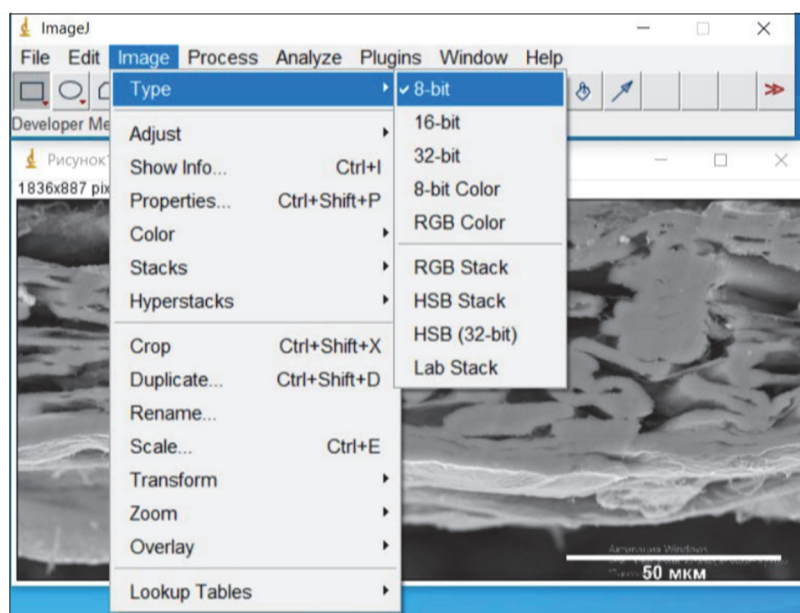 ImageJ
File Edit Image Process Analyze Plugins Window Help
Developer Me
Рисунок
1836x887 pix
Type
Adjust
Show Info... Ctrl+I
Properties... Ctrl+Shift+P
Color
Stacks
Hyperstacks
Crop Ctrl+Shift+X
Duplicate... Ctrl+Shift+D
Rename...
Scale... Ctrl+E
Transform
Zoom
Overlay
Lookup Tables
8-bit
16-bit
32-bit
8-bit Color
RGB Color
RGB Stack
HSB Stack
HSB (32-bit)
Lab Stack
Активация Windows
50 мкм